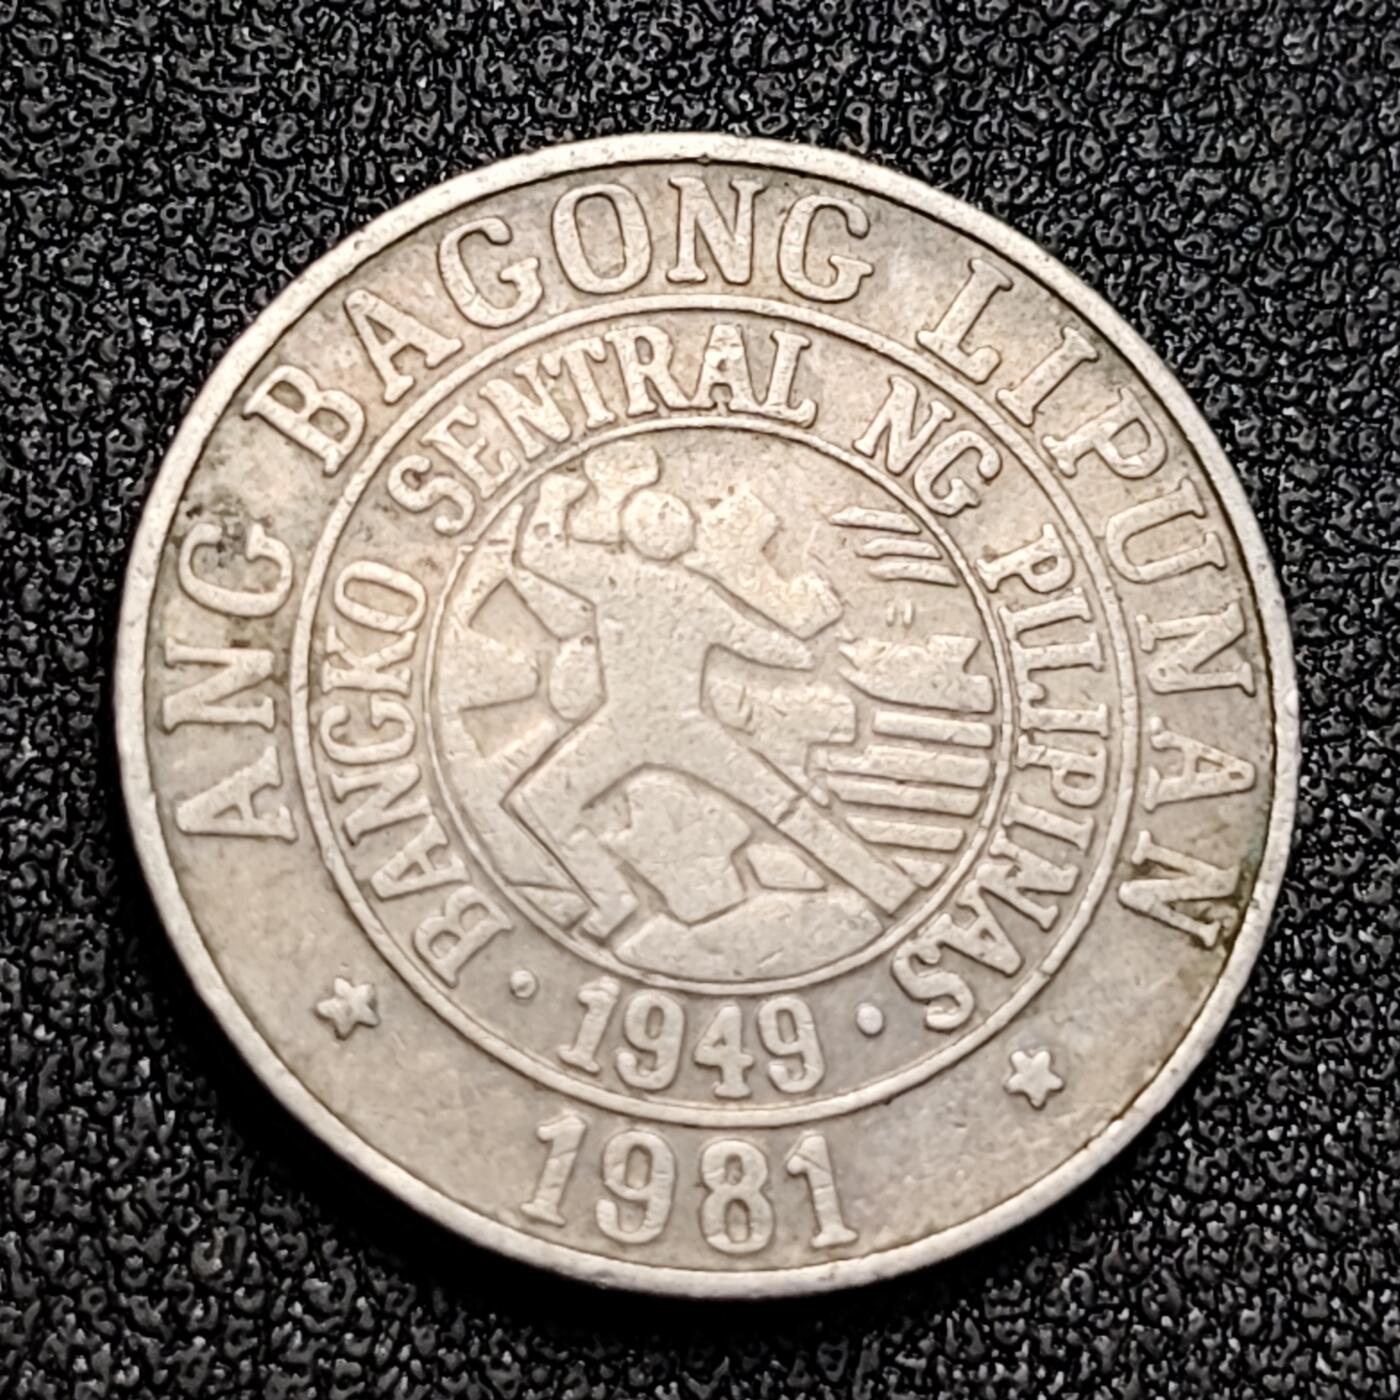 ANG BAGONG LIPUNAN
BANGKO SENTRAL NG PILIPINAS
· 1949 ·
1981